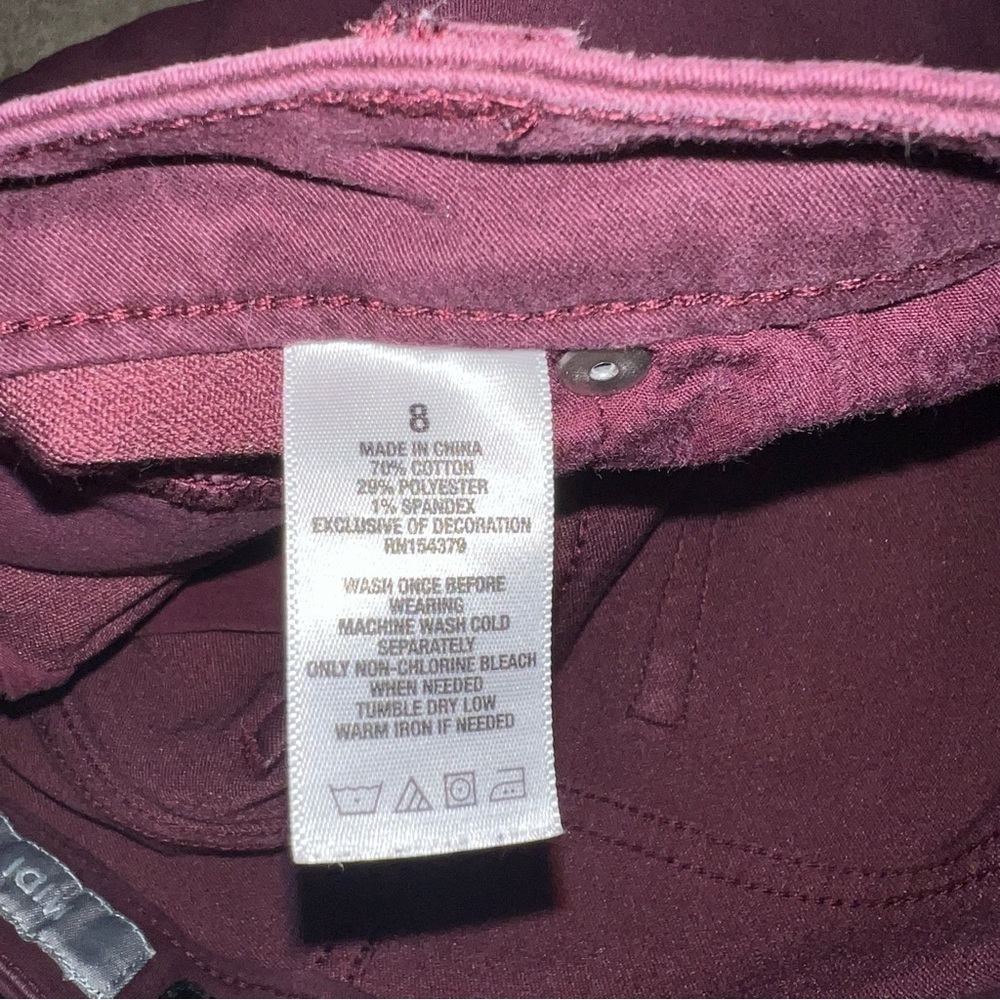 8
MADE IN CHINA
70% COTTON
29% POLYESTER
1% SPANDEX
EXCLUSIVE OF DECORATION
RN154379
WASH ONCE BEFORE
WEARING
MACHINE WASH COLD
SEPARATELY
ONLY NON-CHLORINE BLEACH
WHEN NEEDED
TUMBLE DRY LOW
WARM IRON IF NEEDED